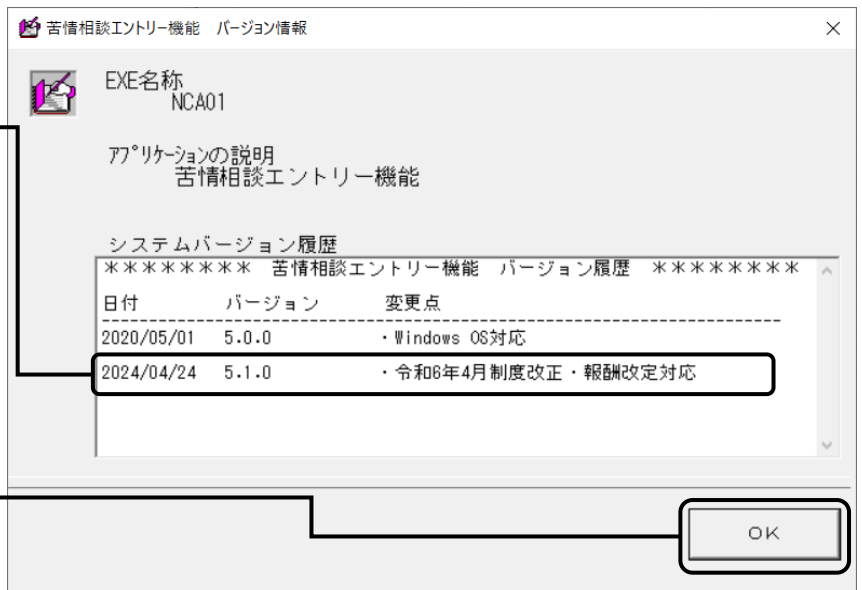 苦情相談エントリー機能　バージョン情報
EXE名称
NCA01
アプリケーションの説明
苦情相談エントリー機能
システムバージョン履歴
******** 苦情相談エントリー機能 バージョン履歴 ********
日付 バージョン 変更点
--------------------------------------------------------------------------------
2020/05/01 5.0.0 ・Windows OS対応
2024/04/24 5.1.0 ・令和6年4月制度改正・報酬改定対応
OK